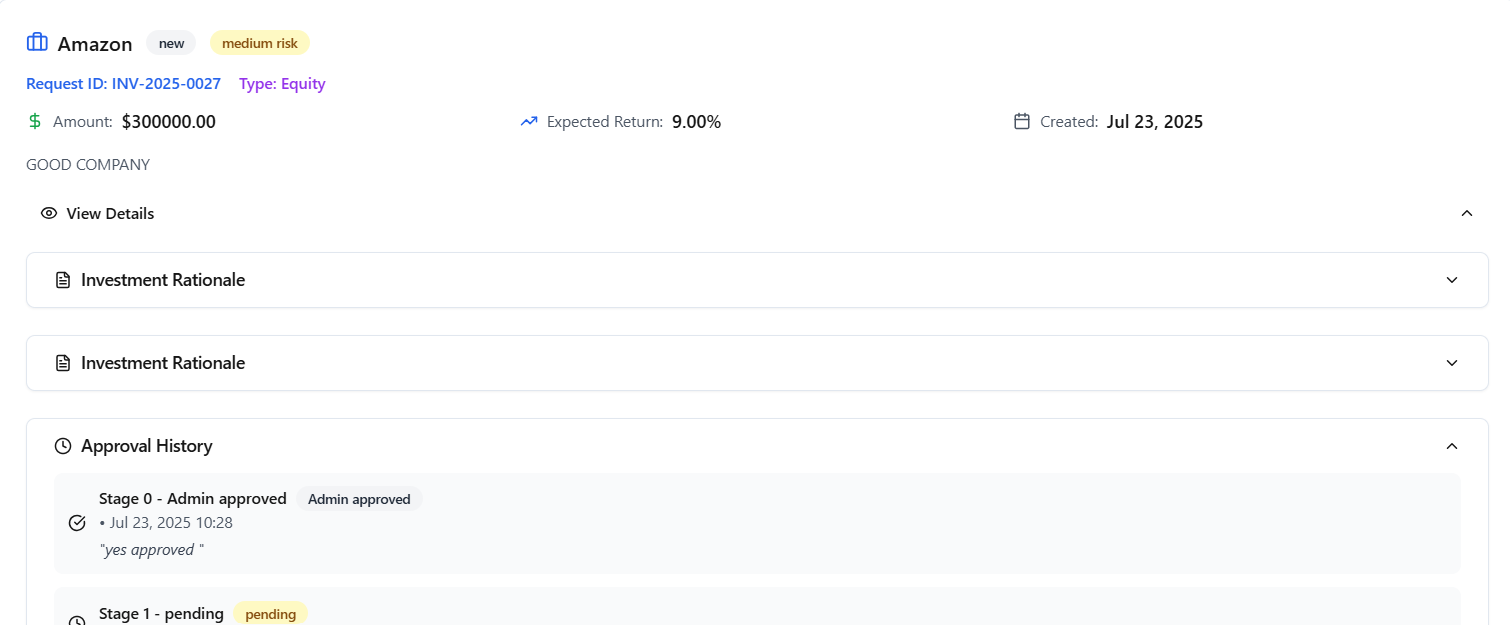 Amazon new medium risk
Request ID: INV-2025-0027 Type: Equity
Amount: $300000.00 Expected Return: 9.00% Created: Jul 23, 2025
GOOD COMPANY
View Details
Investment Rationale
Investment Rationale
Approval History
Stage 0 - Admin approved Admin approved
• Jul 23, 2025 10:28
"yes approved "
Stage 1 - pending pending